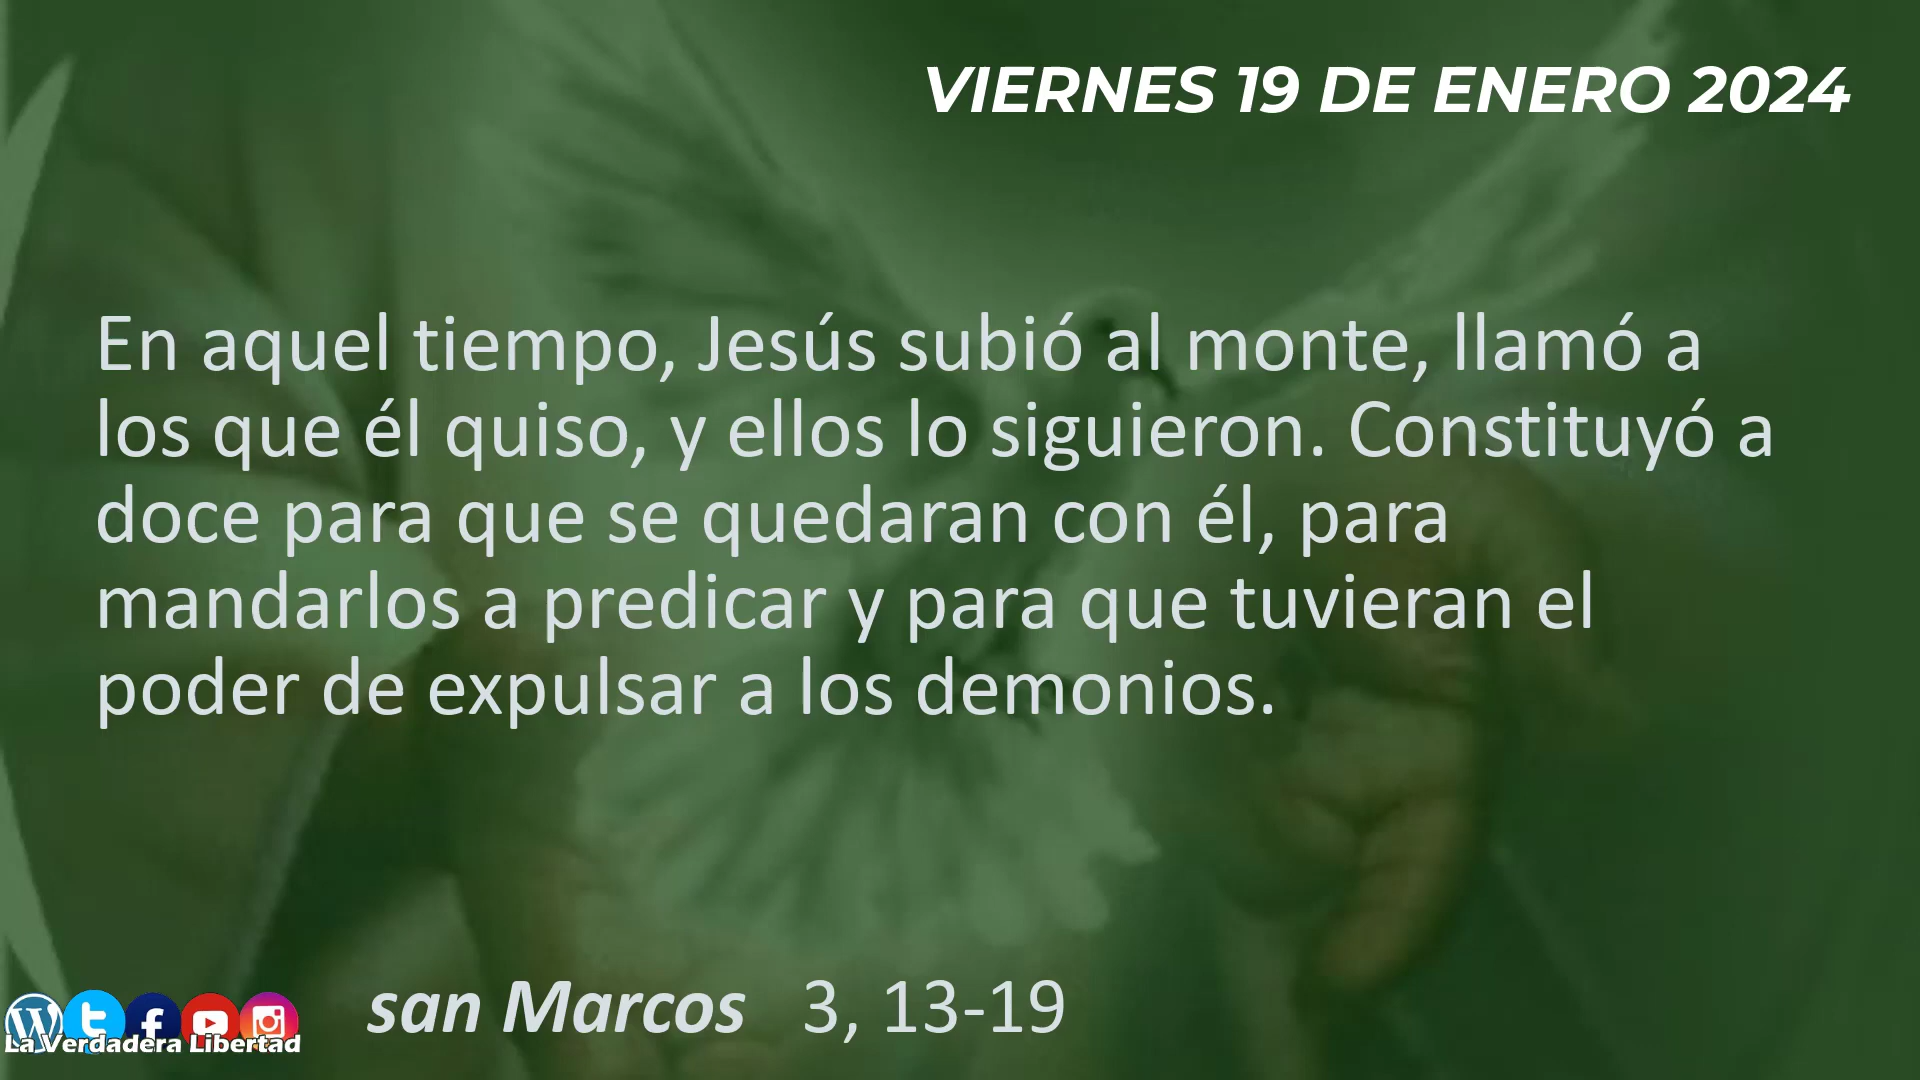 VIERNES 19 DE ENERO 2024
En aquel tiempo, Jesús subió al monte, llamó a
los que él quiso, y ellos lo siguieron. Constituyó a
doce para que se quedaran con él, para
mandarlos a predicar y para que tuvieran el
poder de expulsar a los demonios.
san Marcos 3, 13-19
La Verdadera Libertad